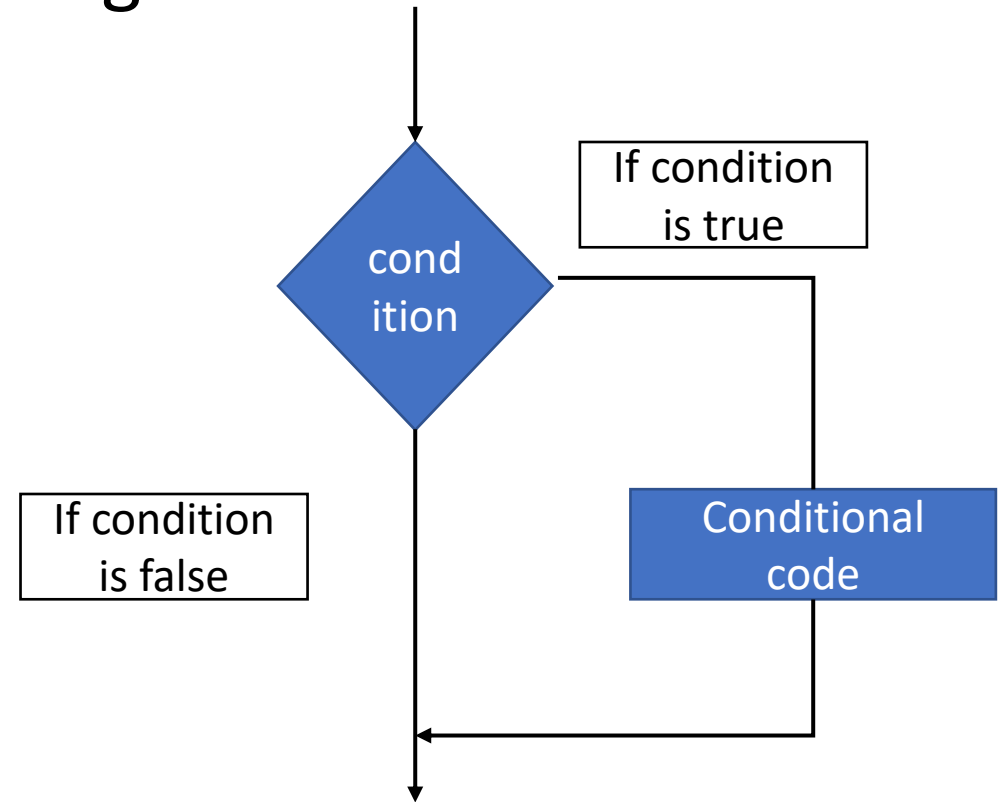 If condition
is true
cond
ition
If condition
is false
Conditional
code